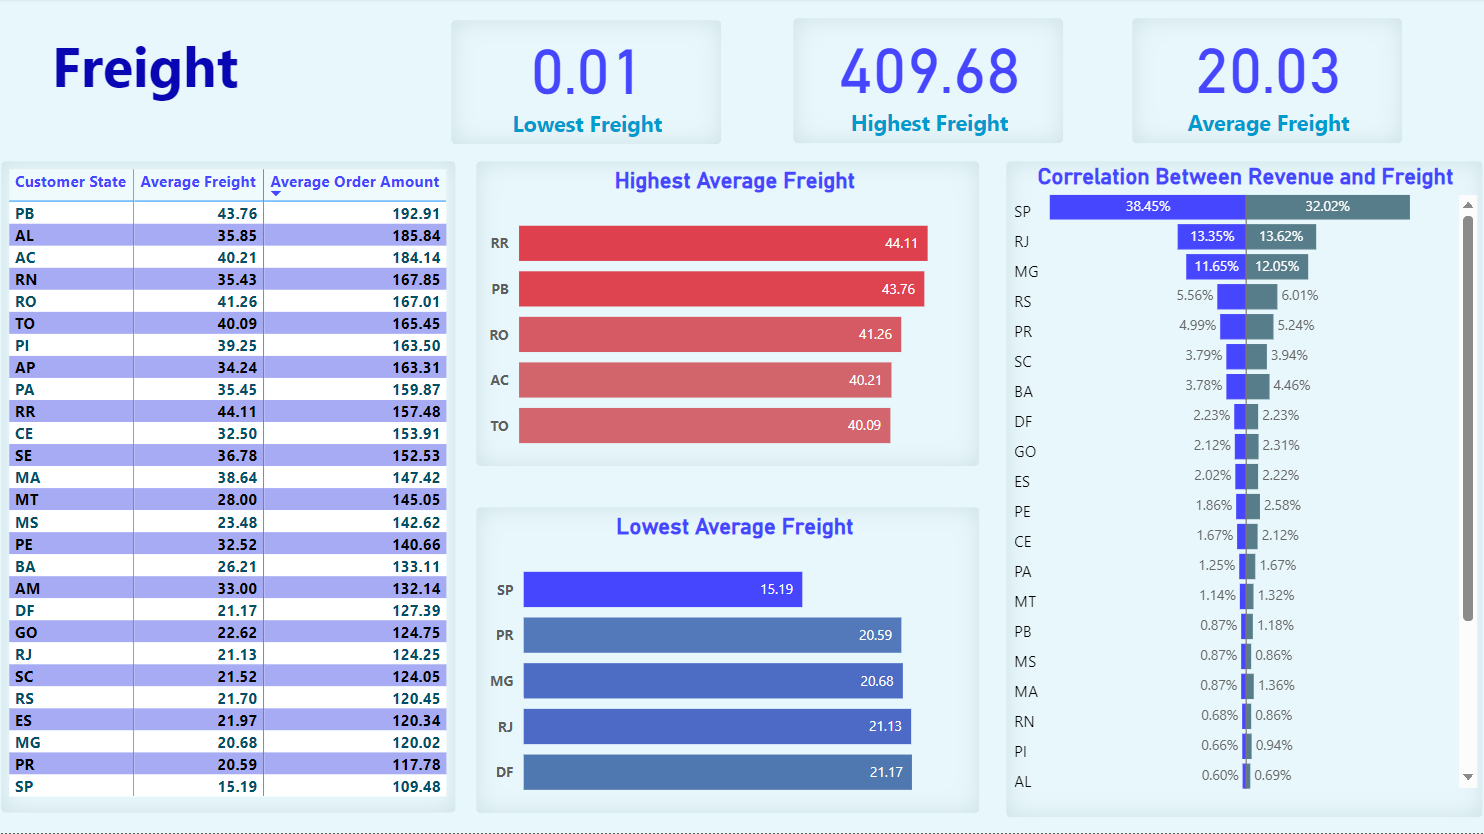 Freight
0.01
Lowest Freight
409.68
Highest Freight
20.03
Average Freight
Customer State Average Freight Average Order Amount
PB 43.76 192.91
AL 35.85 185.84
AC 40.21 184.14
RN 35.43 167.85
RO 41.26 167.01
TO 40.09 165.45
PI 39.25 163.50
AP 34.24 163.31
PA 35.45 159.87
RR 44.11 157.48
CE 32.50 153.91
SE 36.78 152.53
MA 38.64 147.42
MT 28.00 145.05
MS 23.48 142.62
PE 32.52 140.66
BA 26.21 133.11
AM 33.00 132.14
DF 21.17 127.39
GO 22.62 124.75
RJ 21.13 124.25
SC 21.52 124.05
RS 21.70 120.45
ES 21.97 120.34
MG 20.68 120.02
PR 20.59 117.78
SP 15.19 109.48
Highest Average Freight
RR 44.11
PB 43.76
RO 41.26
AC 40.21
TO 40.09
Lowest Average Freight
SP 15.19
PR 20.59
MG 20.68
RJ 21.13
DF 21.17
Correlation Between Revenue and Freight
SP 38.45% 32.02%
RJ 13.35% 13.62%
MG 11.65% 12.05%
RS 5.56% 6.01%
PR 4.99% 5.24%
SC 3.79% 3.94%
BA 3.78% 4.46%
DF 2.23% 2.23%
GO 2.12% 2.31%
ES 2.02% 2.22%
PE 1.86% 2.58%
CE 1.67% 2.12%
PA 1.25% 1.67%
MT 1.14% 1.32%
PB 0.87% 1.18%
MS 0.87% 0.86%
MA 0.87% 1.36%
RN 0.68% 0.86%
PI 0.66% 0.94%
AL 0.60% 0.69%